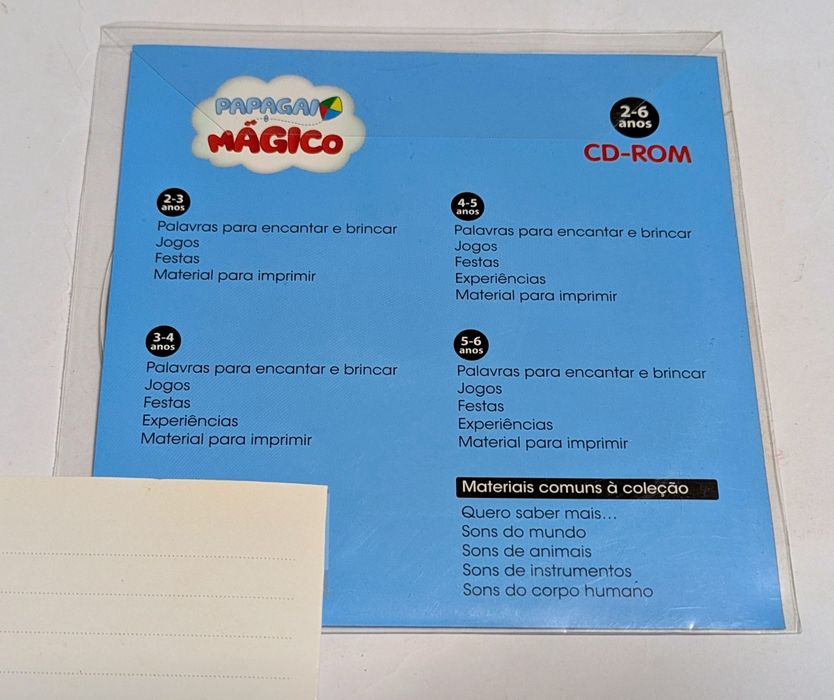 PAPAGAIO
MÁGICO
2-6
anos
CD-ROM
2-3
anos
Palavras para encantar e brincar
Jogos
Festas
Material para imprimir
4-5
anos
Palavras para encantar e brincar
Jogos
Festas
Experiências
Material para imprimir
3-4
anos
Palavras para encantar e brincar
Jogos
Festas
Experiências
Material para imprimir
5-6
anos
Palavras para encantar e brincar
Jogos
Festas
Experiências
Material para imprimir
Materiais comuns à coleção
Quero saber mais...
Sons do mundo
Sons de animais
Sons de instrumentos
Sons do corpo humano